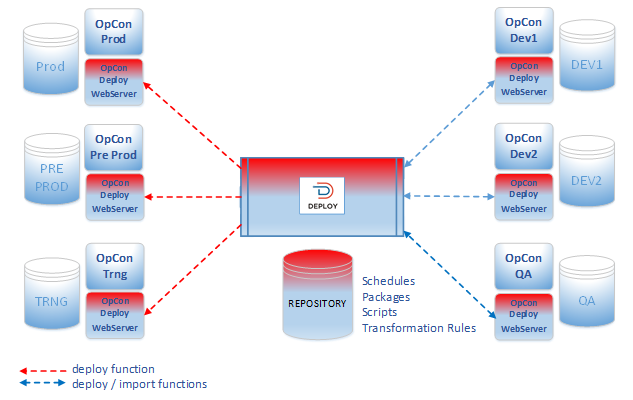 OpCon
Prod
Prod
OpCon
Deploy
WebServer
OpCon
Dev1
DEV1
OpCon
Deploy
WebServer
OpCon
Pre Prod
PRE
PROD
OpCon
Deploy
WebServer
OpCon
Dev2
DEV2
OpCon
Deploy
WebServer
DEPLOY
OpCon
Trng
TRNG
OpCon
Deploy
WebServer
OpCon
QA
QA
OpCon
Deploy
WebServer
REPOSITORY
Schedules
Packages
Scripts
Transformation Rules
deploy function
deploy / import functions